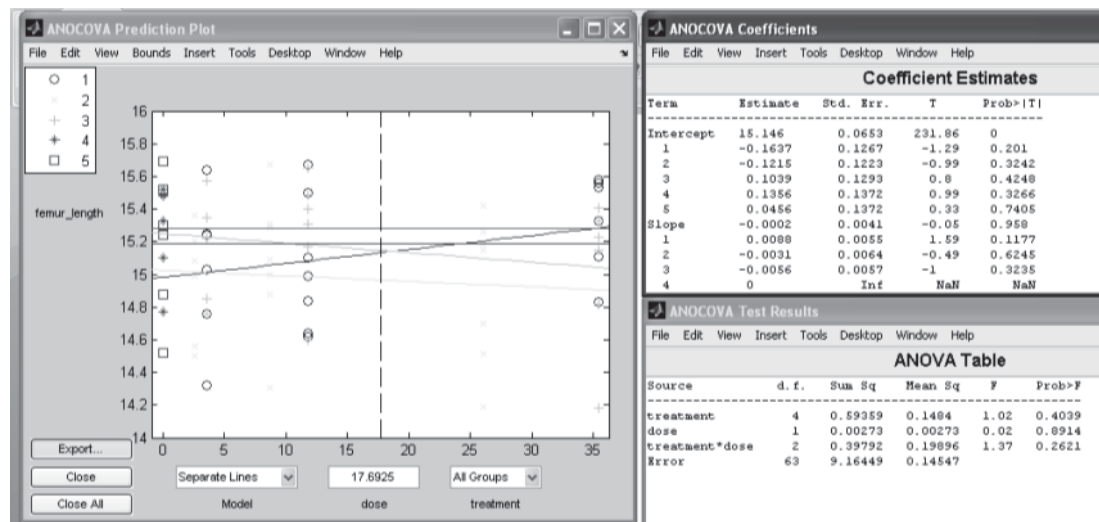 ANOCOVA Prediction Plot
File Edit View Bounds Insert Tools Desktop Window Help
1
2
3
4
5
16
15.8
15.6
15.4
15.2
15
14.8
14.6
14.4
14.2
14
femur_length
0 5 10 15 20 25 30 35
Export...
Close
Close All
Separate Lines 17.6925 All Groups
Model dose treatment
ANOCOVA Coefficients
File Edit View Insert Tools Desktop Window Help
Coefficient Estimates
Term Estimate Std. Err. T Prob>|T|
Intercept 15.146 0.0653 231.86 0
1 -0.1637 0.1267 -1.29 0.201
2 -0.1215 0.1223 -0.99 0.3242
3 0.1039 0.1293 0.8 0.4248
4 0.1356 0.1372 0.99 0.3266
5 0.0456 0.1372 0.33 0.7405
Slope -0.0002 0.0041 -0.05 0.958
1 0.0088 0.0055 1.59 0.1177
2 -0.0031 0.0064 -0.49 0.6245
3 -0.0056 0.0057 -1 0.3235
4 0 Inf NaN NaN
ANOCOVA Test Results
File Edit View Insert Tools Desktop Window Help
ANOVA Table
Source d.f. Sum Sq Mean Sq F Prob>F
treatment 4 0.59359 0.1484 1.02 0.4039
dose 1 0.00273 0.00273 0.02 0.8914
treatment*dose 2 0.39792 0.19896 1.37 0.2621
Error 63 9.16449 0.14547